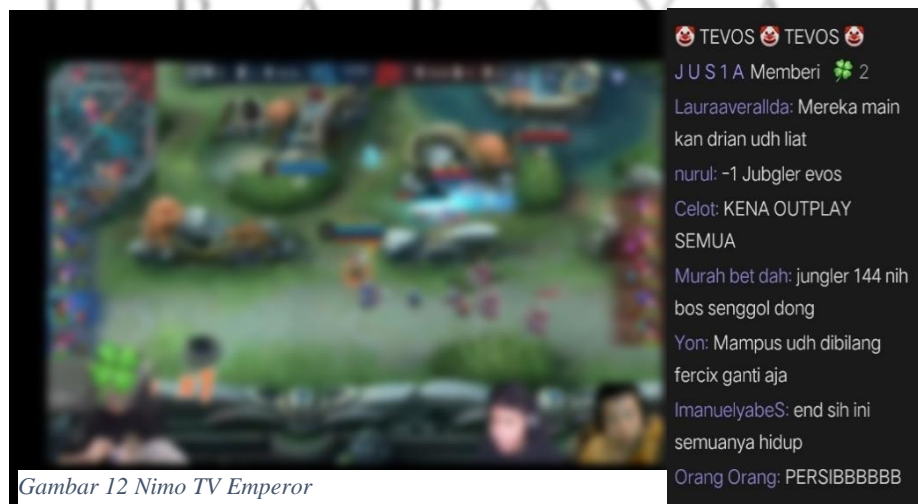 🤡 TEVOS 🤡 TEVOS 🤡
J U S 1 A Memberi 🍀 2
Lauraaverallda: Mereka main
kan drian udh liat
nurul: -1 Jubgler evos
Celot: KENA OUTPLAY
SEMUA
Murah bet dah: jungler 144 nih
bos senggol dong
Yon: Mampus udh dibilang
fercix ganti aja
ImanuelyabeS: end sih ini
semuanya hidup
Orang Orang: PERSIBBBBBB
Gambar 12 Nimo TV Emperor